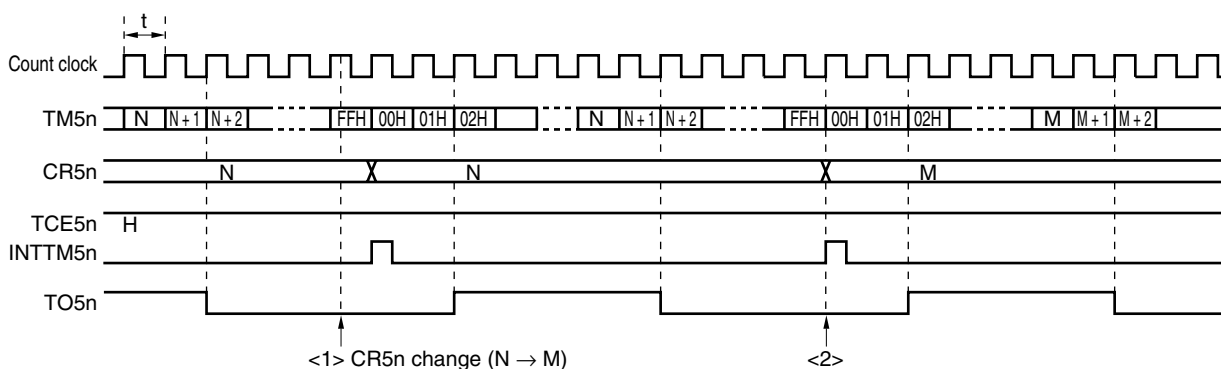 t
Count clock
TM5n N N + 1 N + 2 FFH 00H 01H 02H N N + 1 N + 2 FFH 00H 01H 02H M M + 1 M + 2
CR5n N N M
TCE5n H
INTTM5n
TO5n
<1> CR5n change (N → M) <2>